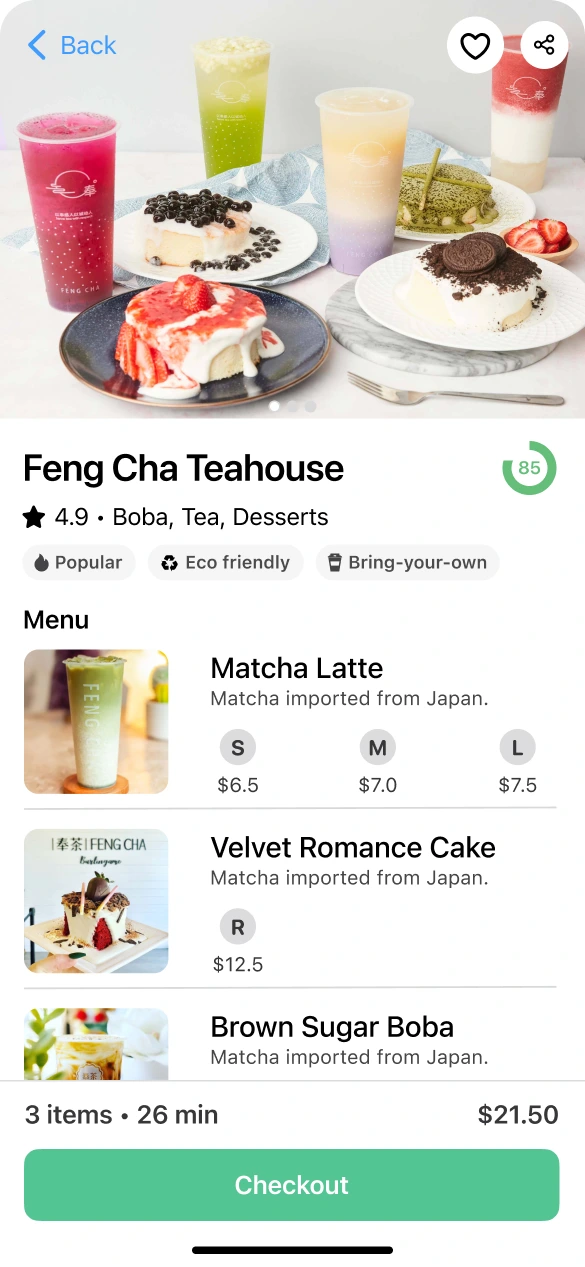 Back
FENG CHA
Feng Cha Teahouse
85
4.9 • Boba, Tea, Desserts
Popular
Eco friendly
Bring-your-own
Menu
FENG C
Matcha Latte
Matcha imported from Japan.
S
M
L
$6.5
$7.0
$7.5
|奉茶|FENG CHA
Burlingame
Velvet Romance Cake
Matcha imported from Japan.
R
$12.5
Brown Sugar Boba
Matcha imported from Japan.
3 items • 26 min
$21.50
Checkout